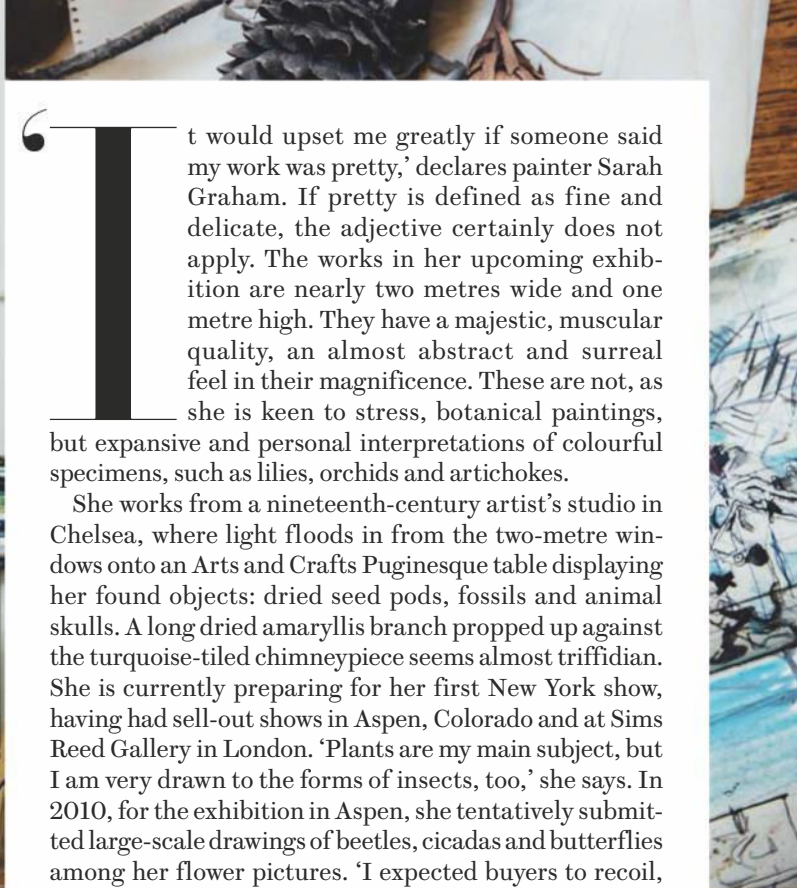 ‘It would upset me greatly if someone said
my work was pretty,’ declares painter Sarah
Graham. If pretty is defined as fine and
delicate, the adjective certainly does not
apply. The works in her upcoming exhib-
ition are nearly two metres wide and one
metre high. They have a majestic, muscular
quality, an almost abstract and surreal
feel in their magnificence. These are not, as
she is keen to stress, botanical paintings,
but expansive and personal interpretations of colourful
specimens, such as lilies, orchids and artichokes.
She works from a nineteenth-century artist’s studio in
Chelsea, where light floods in from the two-metre win-
dows onto an Arts and Crafts Puginesque table displaying
her found objects: dried seed pods, fossils and animal
skulls. A long dried amaryllis branch propped up against
the turquoise-tiled chimneypiece seems almost triffidian.
She is currently preparing for her first New York show,
having had sell-out shows in Aspen, Colorado and at Sims
Reed Gallery in London. ‘Plants are my main subject, but
I am very drawn to the forms of insects, too,’ she says. In
2010, for the exhibition in Aspen, she tentatively submit-
ted large-scale drawings of beetles, cicadas and butterflies
among her flower pictures. ‘I expected buyers to recoil,